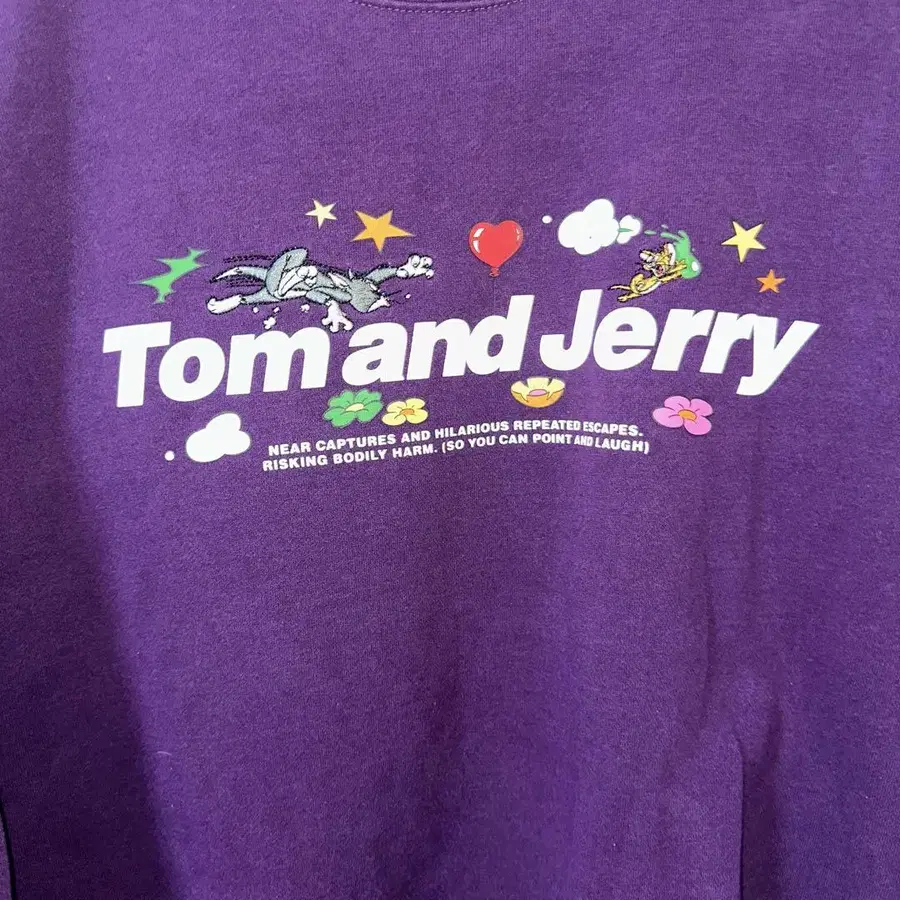 Tom and Jerry
NEAR CAPTURES AND HILARIOUS REPEATED ESCAPES.
RISKING BODILY HARM. (SO YOU CAN POINT AND LAUGH)